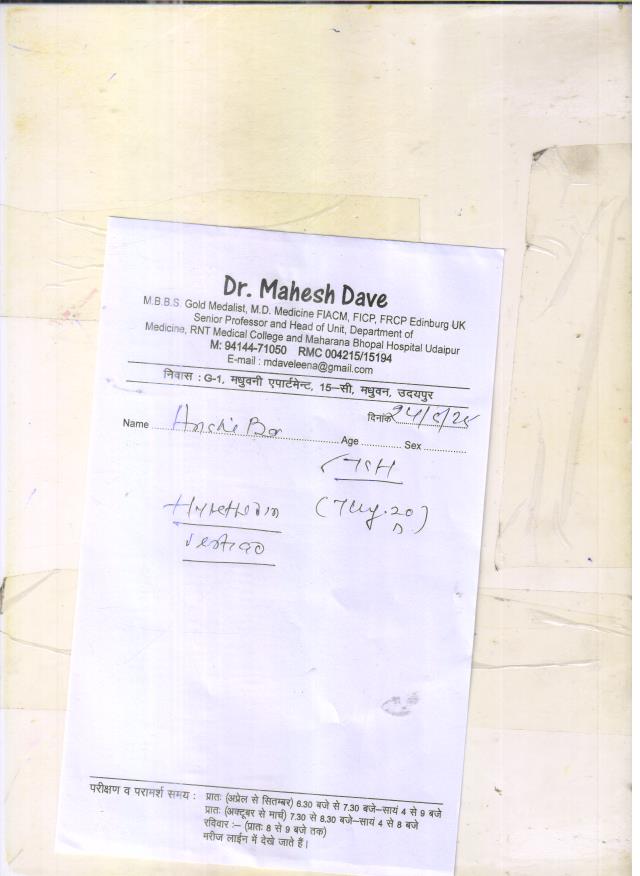 Dr. Mahesh Dave
M.B.B.S. Gold Medalist, M.D. Medicine FIACM, FICP, FRCP Edinburg UK
Senior Professor and Head of Unit, Department of
Medicine, RNT Medical College and Maharana Bhopal Hospital Udaipur
M: 94144-71050 RMC 004215/15194
E-mail : mdaveleena@gmail.com
निवास : G-1, मधुवनी एपार्टमेन्ट, 15–सी, मधुवन, उदयपुर
दिनांक
Name Age Sex
TSH
Vertigo
परीक्षण व परामर्श समय : प्रातः (अप्रेल से सितम्बर) 6.30 बजे से 7.30 बजे–सायं 4 से 9 बजे
प्रातः (अक्टूबर से मार्च) 7.30 से 8.30 बजे–सायं 4 से 8 बजे
रविवार :– (प्रातः 8 से 9 बजे तक)
मरीज लाईन में देखे जाते हैं।